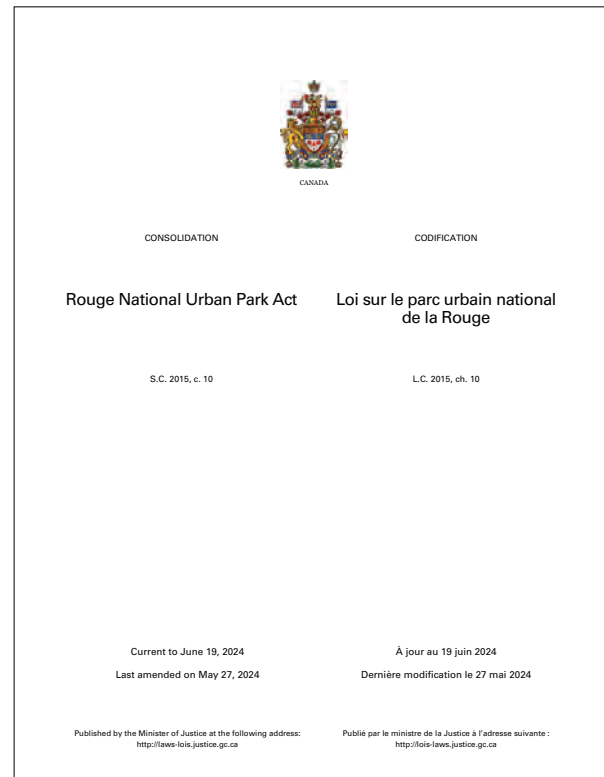 CANADA
CONSOLIDATION
CODIFICATION
Rouge National Urban Park Act
Loi sur le parc urbain national
de la Rouge
S.C. 2015, c. 10
L.C. 2015, ch. 10
Current to June 19, 2024
Last amended on May 27, 2024
À jour au 19 juin 2024
Dernière modification le 27 mai 2024
Published by the Minister of Justice at the following address:
http://laws-lois.justice.gc.ca
Publié par le ministre de la Justice à l’adresse suivante :
http://lois-laws.justice.gc.ca